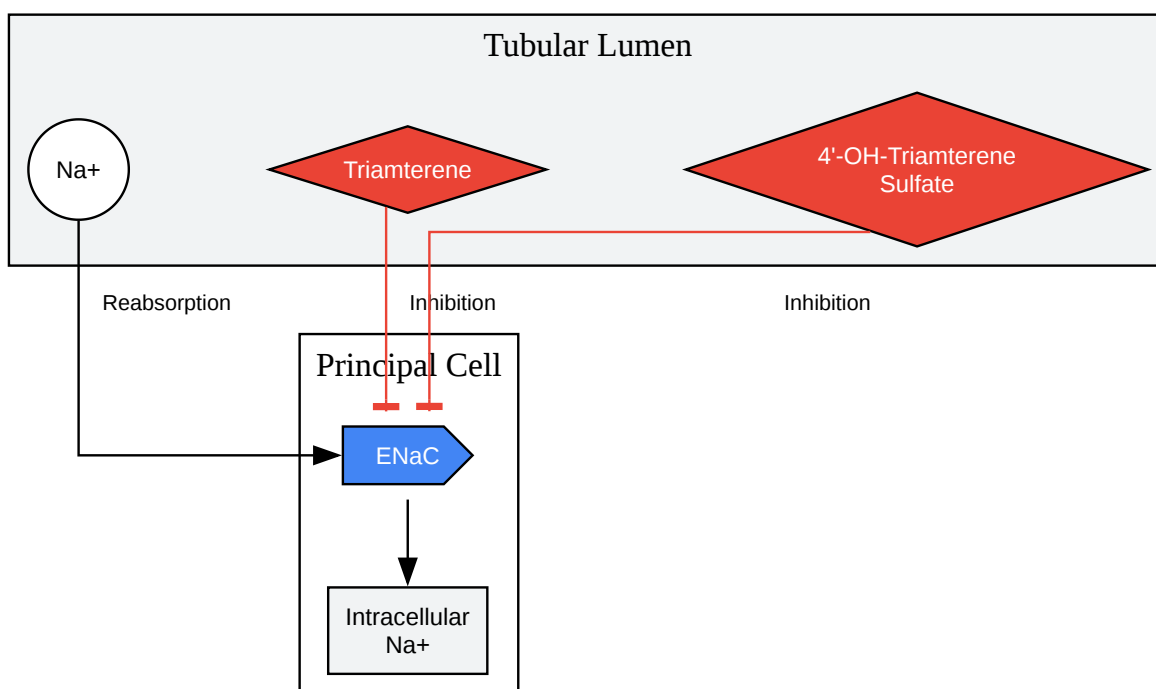 Tubular Lumen
Na+
Triamterene
4'-OH-Triamterene
Sulfate
Reabsorption
Inhibition
Inhibition
Principal Cell
ENaC
Intracellular
Na+